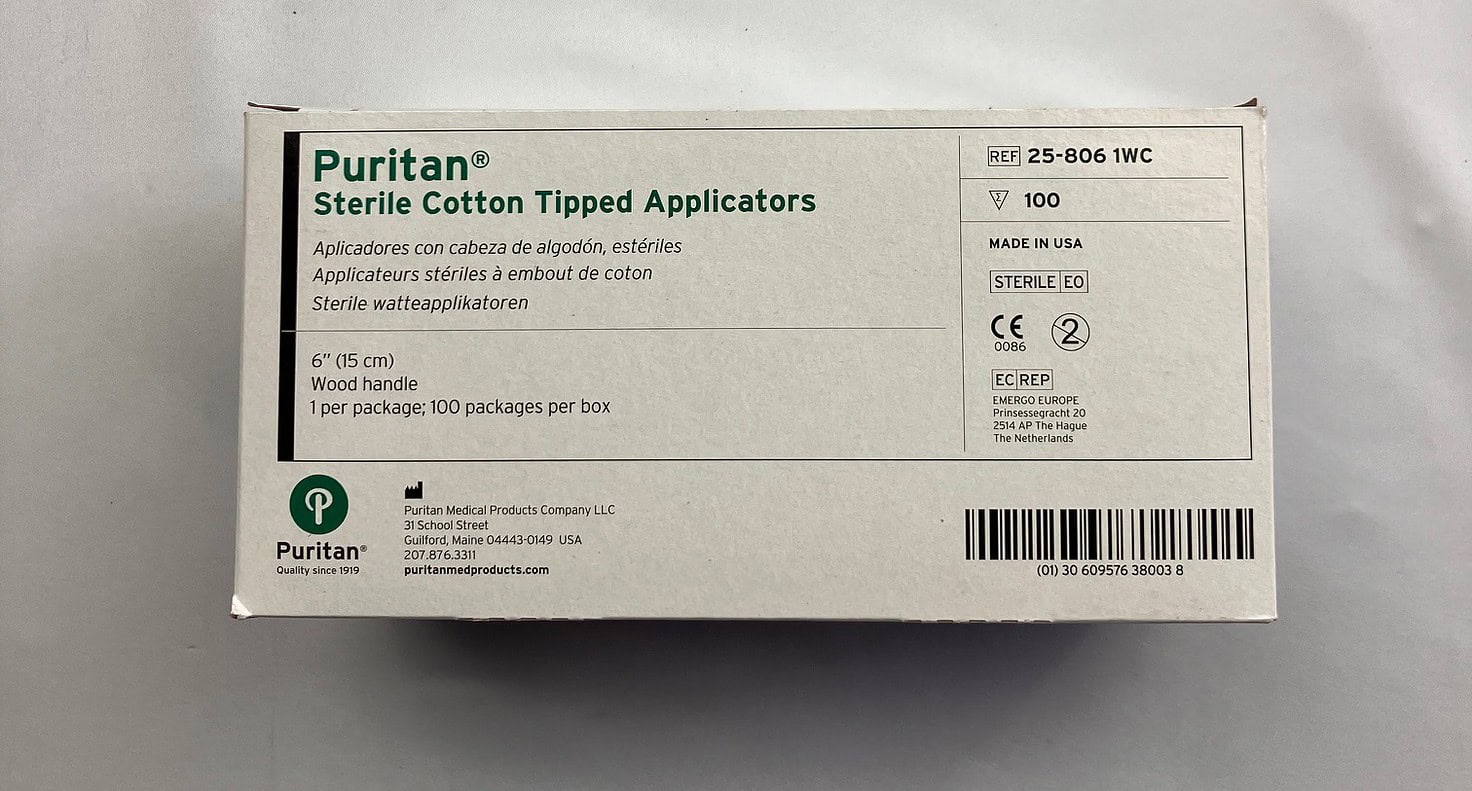 Puritan®
Sterile Cotton Tipped Applicators
Aplicadores con cabeza de algodón, estériles
Applicateurs stériles à embout de coton
Sterile watteapplikatoren
6” (15 cm)
Wood handle
1 per package; 100 packages per box
REF 25-806 1WC
Σ 100
MADE IN USA
STERILE EO
CE
0086
2
EC REP
EMERGO EUROPE
Prinsessegracht 20
2514 AP The Hague
The Netherlands
Puritan®
Quality since 1919
Puritan Medical Products Company LLC
31 School Street
Guilford, Maine 04443-0149 USA
207.876.3311
puritanmedproducts.com
(01) 30 609576 38003 8